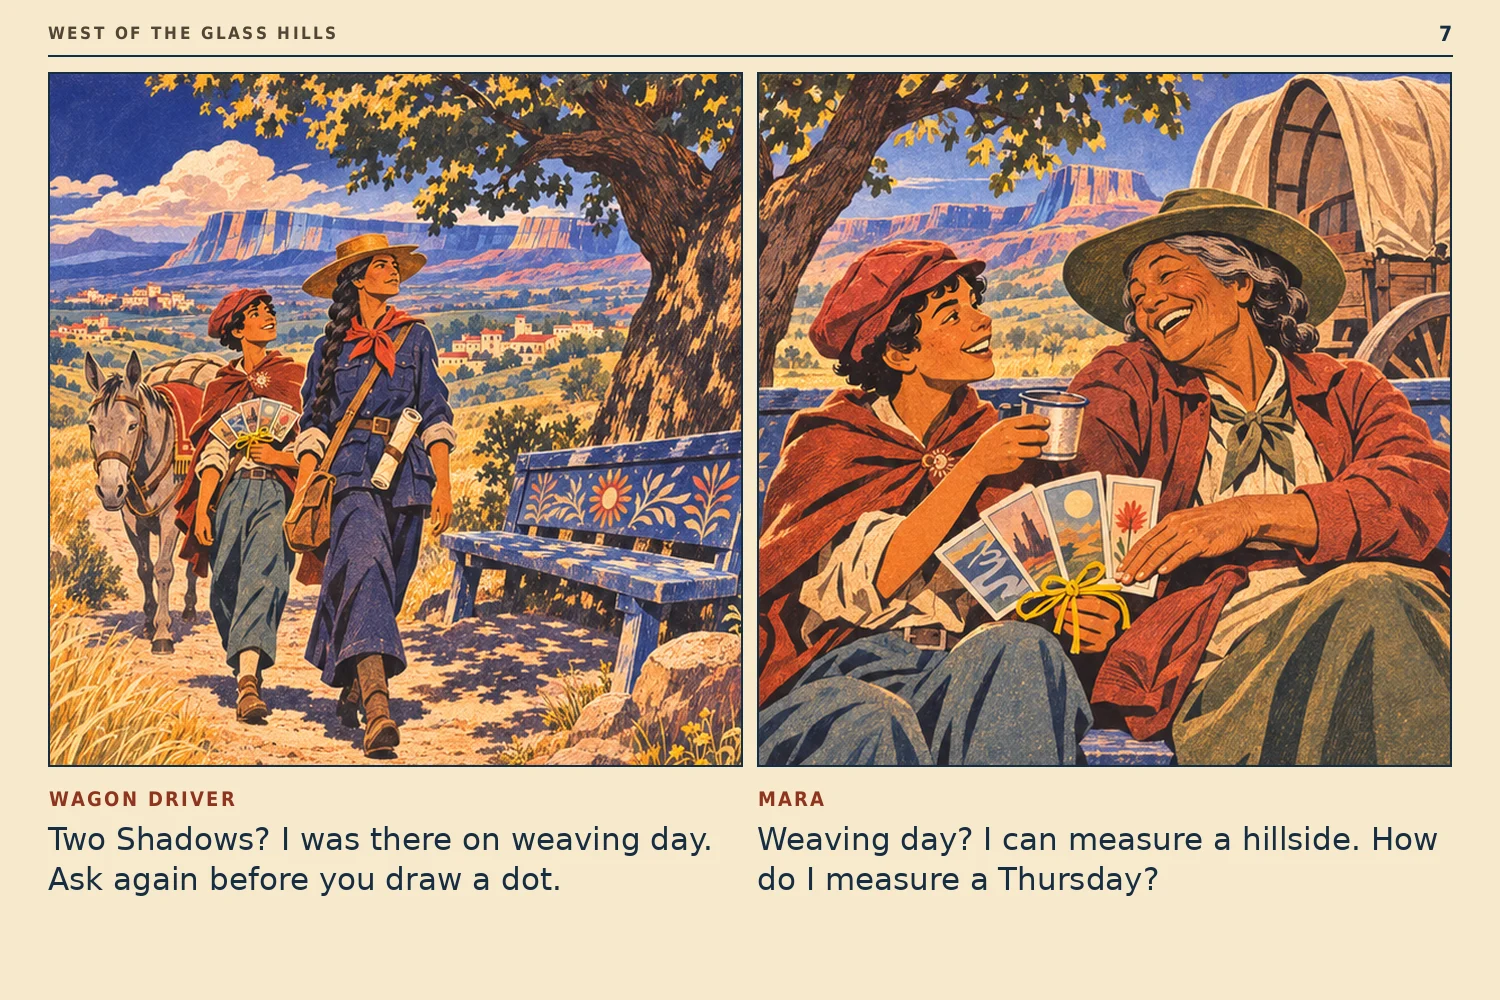 WEST OF THE GLASS HILLS
7
WAGON DRIVER
Two Shadows? I was there on weaving day.
Ask again before you draw a dot.
MARA
Weaving day? I can measure a hillside. How
do I measure a Thursday?